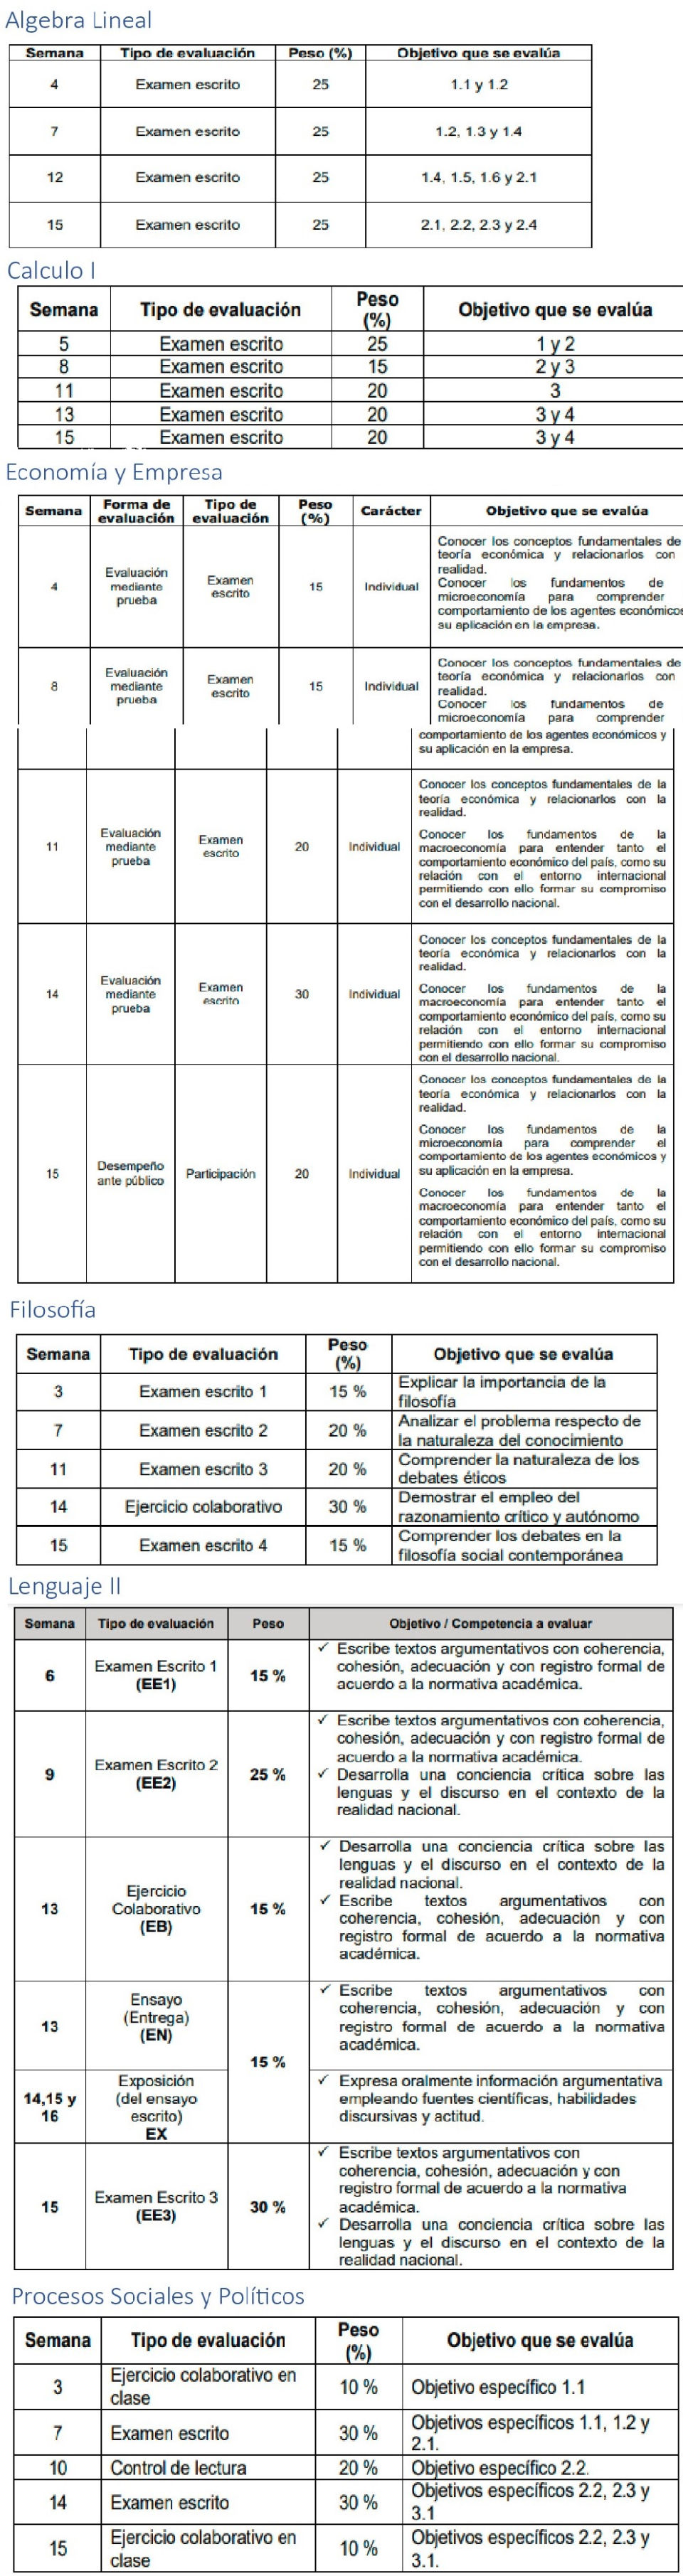 Algebra Lineal
Semana Tipo de evaluación Peso (%) Objetivo que se evalúa
4 Examen escrito 25 1.1 y 1.2
7 Examen escrito 25 1.2, 1.3 y 1.4
12 Examen escrito 25 1.4, 1.5, 1.6 y 2.1
15 Examen escrito 25 2.1, 2.2, 2.3 y 2.4
Calculo I
Semana Tipo de evaluación Peso (%) Objetivo que se evalúa
5 Examen escrito 25 1 y 2
8 Examen escrito 15 2 y 3
11 Examen escrito 20 3
13 Examen escrito 20 3 y 4
15 Examen escrito 20 3 y 4
Economía y Empresa
Semana Forma de evaluación Tipo de evaluación Peso (%) Carácter Objetivo que se evalúa
4 Evaluación mediante prueba Examen escrito 15 Individual
Conocer los conceptos fundamentales de
teoría económica y relacionarlos con
realidad.
Conocer los fundamentos de
microeconomía para comprender
comportamiento de los agentes económicos
su aplicación en la empresa.
8 Evaluación mediante prueba Examen escrito 15 Individual
Conocer los conceptos fundamentales de
teoría económica y relacionarlos con
realidad.
Conocer los fundamentos de
microeconomía para comprender
comportamiento de los agentes económicos y
su aplicación en la empresa.
11 Evaluación mediante prueba Examen escrito 20 Individual
Conocer los conceptos fundamentales de la
teoría económica y relacionarlos con la
realidad.
Conocer los fundamentos de la
macroeconomía para entender tanto el
comportamiento económico del país, como su
relación con el entorno internacional
permitiendo con ello formar su compromiso
con el desarrollo nacional.
14 Evaluación mediante prueba Examen escrito 30 Individual
Conocer los conceptos fundamentales de la
teoría económica y relacionarlos con la
realidad.
Conocer los fundamentos de la
macroeconomía para entender tanto el
comportamiento económico del país, como su
relación con el entorno internacional
permitiendo con ello formar su compromiso
con el desarrollo nacional.
15 Desempeño ante público Participación 20 Individual
Conocer los conceptos fundamentales de la
teoría económica y relacionarlos con la
realidad.
Conocer los fundamentos de la
microeconomía para comprender el
comportamiento de los agentes económicos y
su aplicación en la empresa.
Conocer los fundamentos de la
macroeconomía para entender tanto el
comportamiento económico del país, como su
relación con el entorno internacional
permitiendo con ello formar su compromiso
con el desarrollo nacional.
Filosofía
Semana Tipo de evaluación Peso (%) Objetivo que se evalúa
3 Examen escrito 1 15 % Explicar la importancia de la
filosofía
7 Examen escrito 2 20 % Analizar el problema respecto de
la naturaleza del conocimiento
11 Examen escrito 3 20 % Comprender la naturaleza de los
debates éticos
14 Ejercicio colaborativo 30 % Demostrar el empleo del
razonamiento crítico y autónomo
15 Examen escrito 4 15 % Comprender los debates en la
filosofía social contemporánea
Lenguaje II
Semana Tipo de evaluación Peso Objetivo / Competencia a evaluar
6 Examen Escrito 1 (EE1) 15 %
✓ Escribe textos argumentativos con coherencia,
cohesión, adecuación y con registro formal de
acuerdo a la normativa académica.
9 Examen Escrito 2 (EE2) 25 %
✓ Escribe textos argumentativos con coherencia,
cohesión, adecuación y con registro formal de
acuerdo a la normativa académica.
✓ Desarrolla una conciencia crítica sobre las
lenguas y el discurso en el contexto de la
realidad nacional.
13 Ejercicio Colaborativo (EB) 15 %
✓ Desarrolla una conciencia crítica sobre las
lenguas y el discurso en el contexto de la
realidad nacional.
✓ Escribe textos argumentativos con
coherencia, cohesión, adecuación y con
registro formal de acuerdo a la normativa
académica.
13 Ensayo (Entrega) (EN) 15 %
✓ Escribe textos argumentativos con
coherencia, cohesión, adecuación y con
registro formal de acuerdo a la normativa
académica.
14,15 y 16 Exposición (del ensayo escrito) EX
✓ Expresa oralmente información argumentativa
empleando fuentes científicas, habilidades
discursivas y actitud.
15 Examen Escrito 3 (EE3) 30 %
✓ Escribe textos argumentativos con
coherencia, cohesión, adecuación y con
registro formal de acuerdo a la normativa
académica.
✓ Desarrolla una conciencia crítica sobre las
lenguas y el discurso en el contexto de la
realidad nacional.
Procesos Sociales y Políticos
Semana Tipo de evaluación Peso (%) Objetivo que se evalúa
3 Ejercicio colaborativo en clase 10 % Objetivo específico 1.1
7 Examen escrito 30 % Objetivos específicos 1.1, 1.2 y
2.1.
10 Control de lectura 20 % Objetivo específico 2.2.
14 Examen escrito 30 % Objetivos específicos 2.2, 2.3 y
3.1
15 Ejercicio colaborativo en clase 10 % Objetivos específicos 2.2, 2.3 y
3.1.